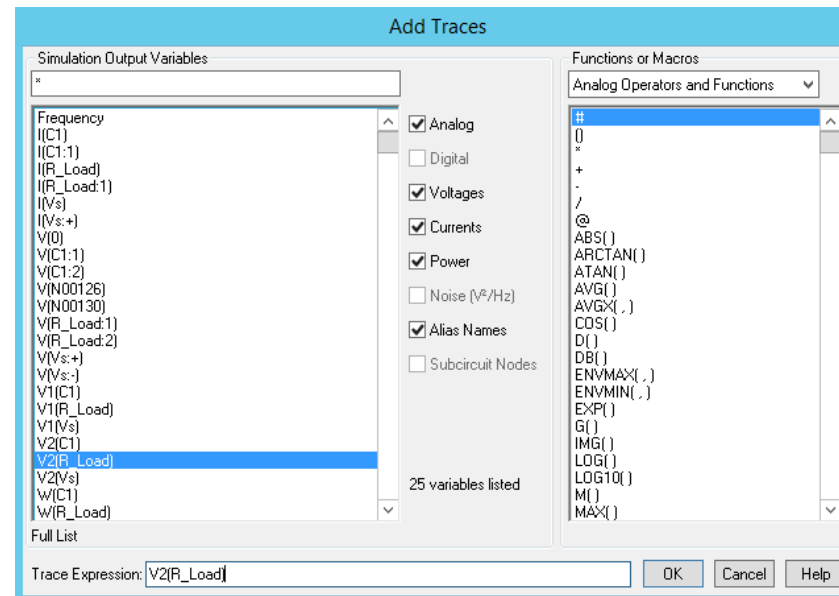 Add Traces
Simulation Output Variables
*
Frequency
I(C1)
I(C1:1)
I(R_Load)
I(R_Load:1)
I(Vs)
I(Vs:+)
V(0)
V(C1:1)
V(C1:2)
V(N00126)
V(N00130)
V(R_Load:1)
V(R_Load:2)
V(Vs:+)
V(Vs:-)
V1(C1)
V1(R_Load)
V1(Vs)
V2(C1)
V2(R_Load)
V2(Vs)
W(C1)
W(R_Load)
Full List
Analog
Digital
Voltages
Currents
Power
Noise (V²/Hz)
Alias Names
Subcircuit Nodes
25 variables listed
Functions or Macros
Analog Operators and Functions
#
()
*
+
-
/
@
ABS( )
ARCTAN( )
ATAN( )
AVG( )
AVGX( , )
COS( )
D( )
DB( )
ENVMAX( , )
ENVMIN( , )
EXP( )
G( )
IMG( )
LOG( )
LOG10( )
M( )
MAX( )
Trace Expression: V2(R_Load)
OK
Cancel
Help